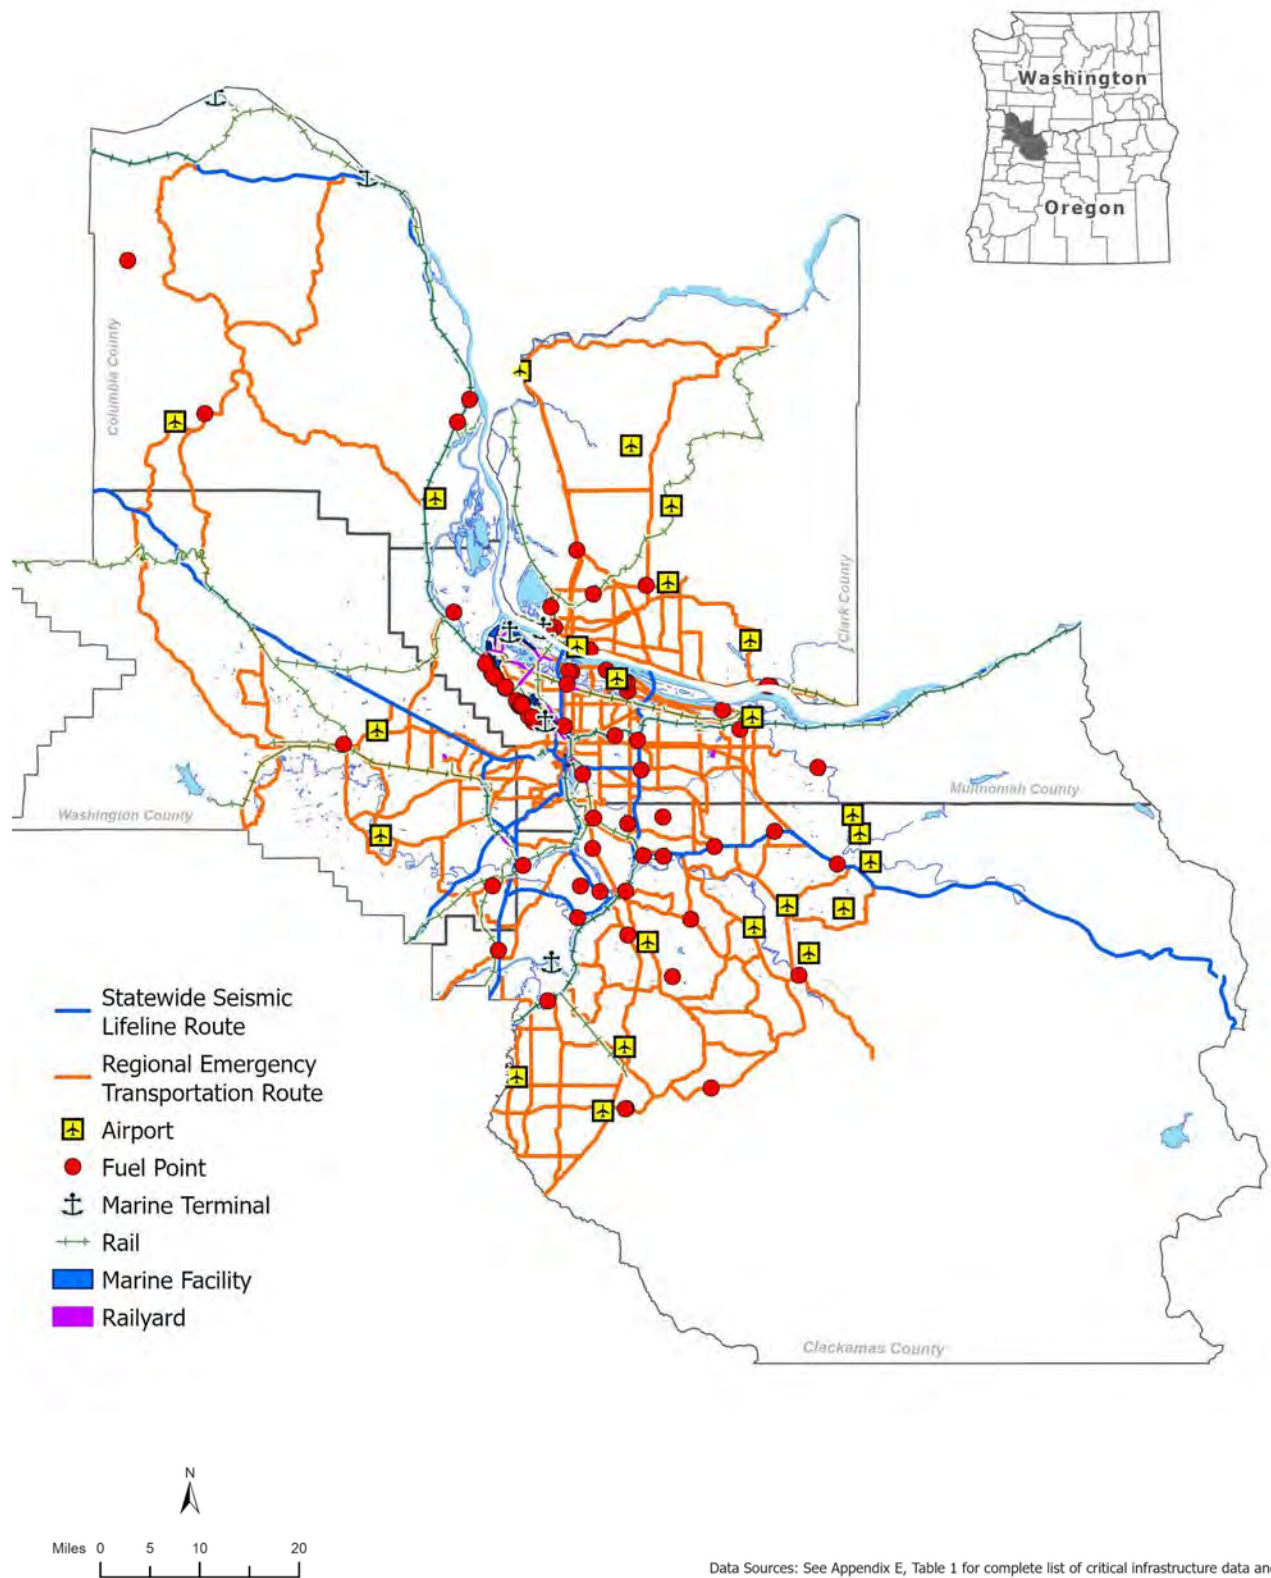 Washington
Oregon
Columbia County
Clark County
Multnomah County
Washington County
Statewide Seismic
Lifeline Route
Regional Emergency
Transportation Route
Airport
Fuel Point
Marine Terminal
Rail
Marine Facility
Railyard
Clackamas County
N
Miles 0 5 10 20
Data Sources: See Appendix E, Table 1 for complete list of critical infrastructure data an